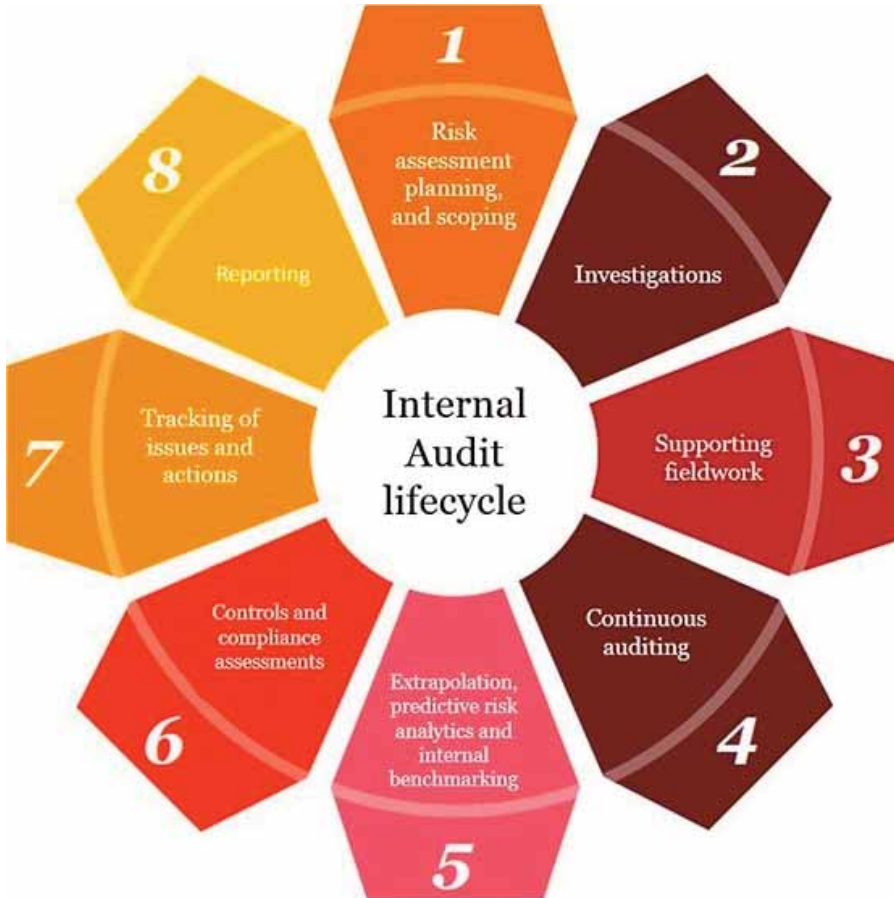 1
Risk
assessment
planning,
and scoping
2
Investigations
3
Supporting
fieldwork
4
Continuous
auditing
5
Extrapolation,
predictive risk
analytics and
internal
benchmarking
6
Controls and
compliance
assessments
7
Tracking of
issues and
actions
8
Reporting
Internal
Audit
lifecycle